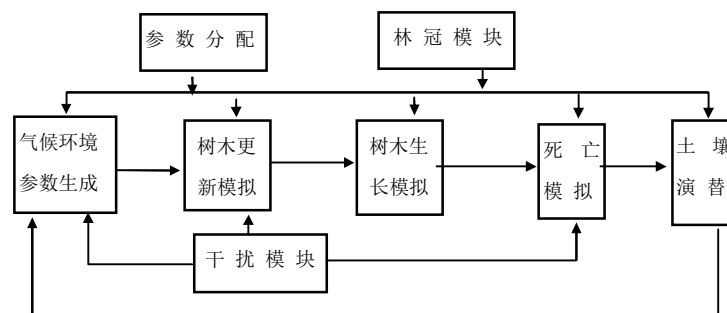 参数分配
林冠模块
气候环境
参数生成
树木更
新模拟
树木生
长模拟
死亡
模拟
土壤
演替
干扰模块